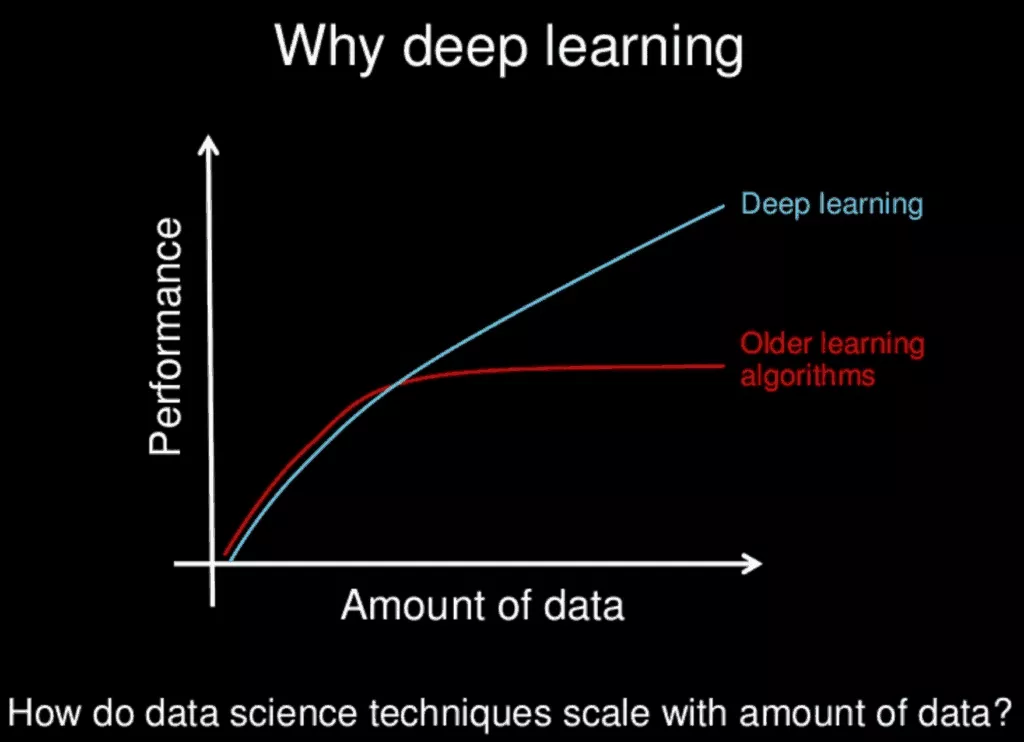 Why deep learning
Performance
Deep learning
Older learning
algorithms
Amount of data
How do data science techniques scale with amount of data?